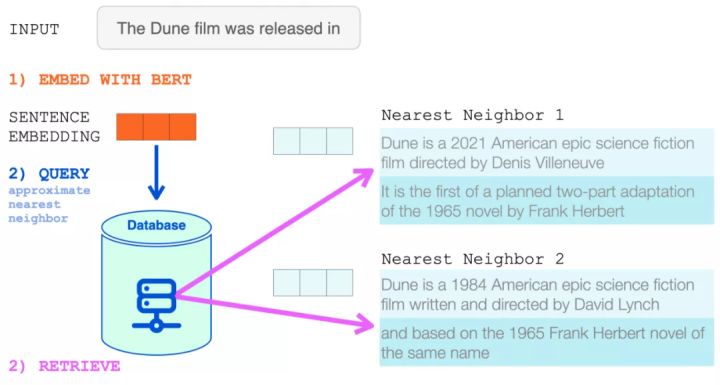 INPUT
The Dune film was released in
1) EMBED WITH BERT
SENTENCE
EMBEDDING
2) QUERY
approximate
nearest
neighbor
Database
Nearest Neighbor 1
Dune is a 2021 American epic science fiction
film directed by Denis Villeneuve
It is the first of a planned two-part adaptation
of the 1965 novel by Frank Herbert
Nearest Neighbor 2
Dune is a 1984 American epic science fiction
film written and directed by David Lynch
and based on the 1965 Frank Herbert novel of
the same name
2) RETRIEVE